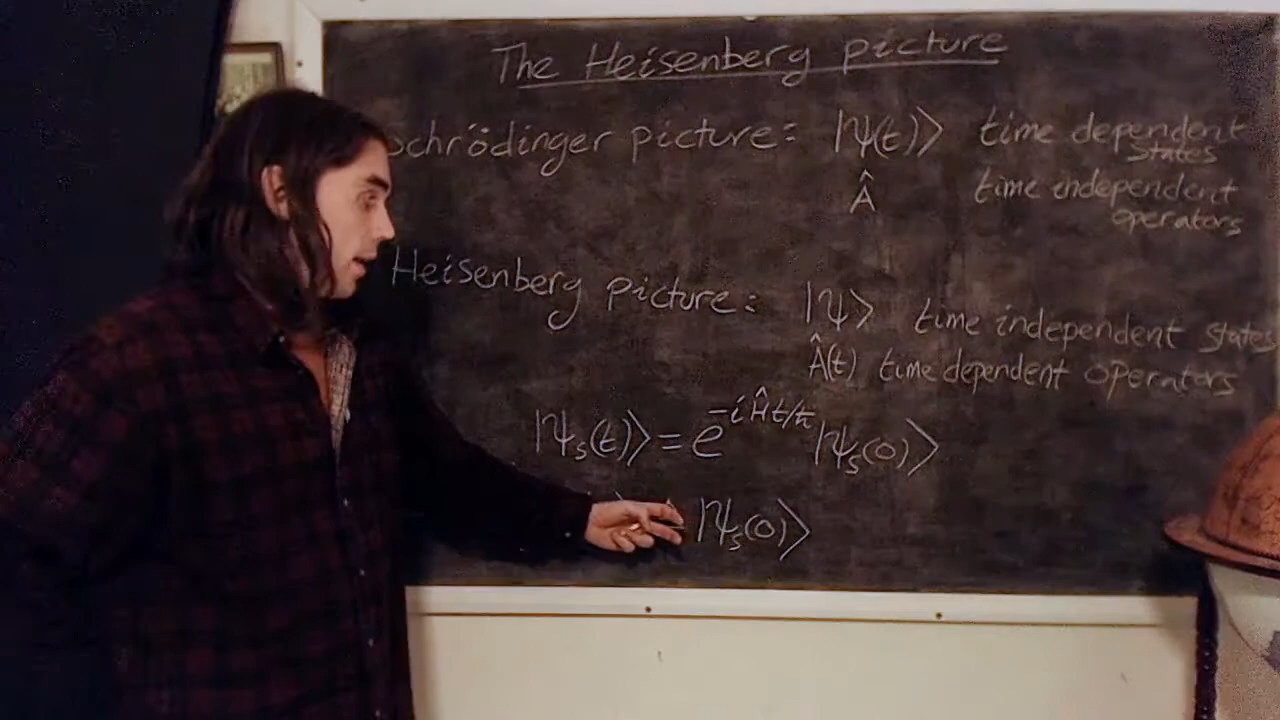 The Heisenberg picture
Schrödinger picture: |ψ(t)⟩ time dependent
states
Â time independent
operators
Heisenberg picture: |ψ⟩ time independent states
Â(t) time dependent operators
|ψₛ(t)⟩ = e^{-iĤt/ħ} |ψₛ(0)⟩
⟩ |ψₛ(0)⟩